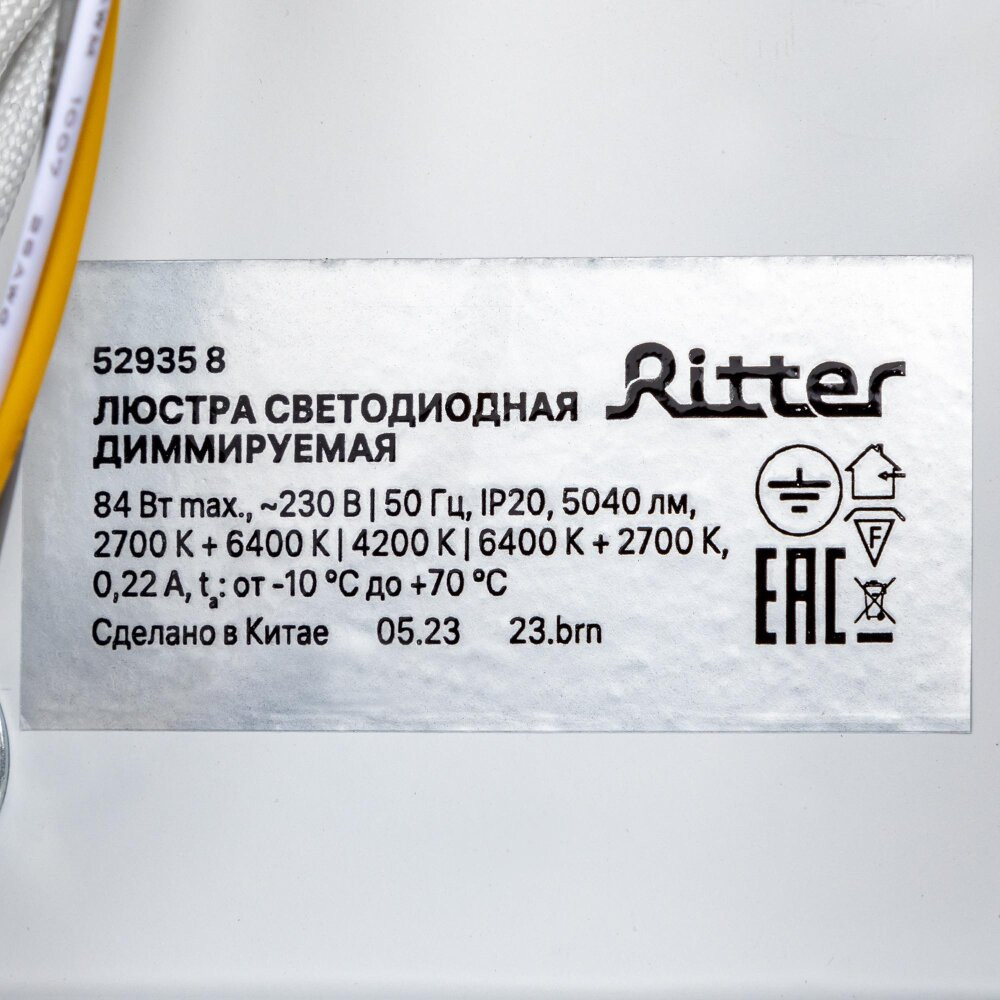 52935 8
Ritter
ЛЮСТРА СВЕТОДИОДНАЯ
ДИММИРУЕМАЯ
84 Вт max., ~230 В | 50 Гц, IP20, 5040 лм,
2700 K + 6400 K | 4200 K | 6400 K + 2700 K,
0,22 А, tₐ: от -10 °C до +70 °C
Сделано в Китае 05.23 23.brn
F
EAC
1007